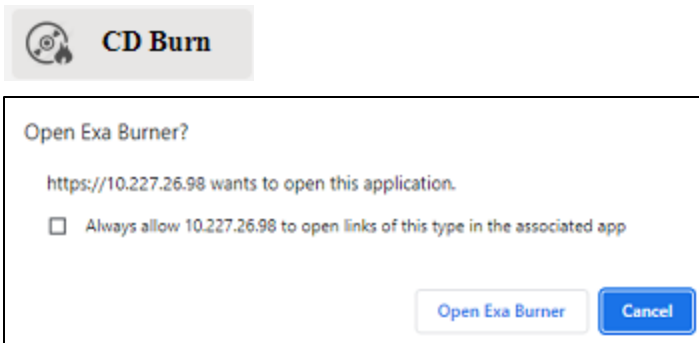 CD Burn
Open Exa Burner?
https://10.227.26.98 wants to open this application.
Always allow 10.227.26.98 to open links of this type in the associated app
Open Exa Burner
Cancel